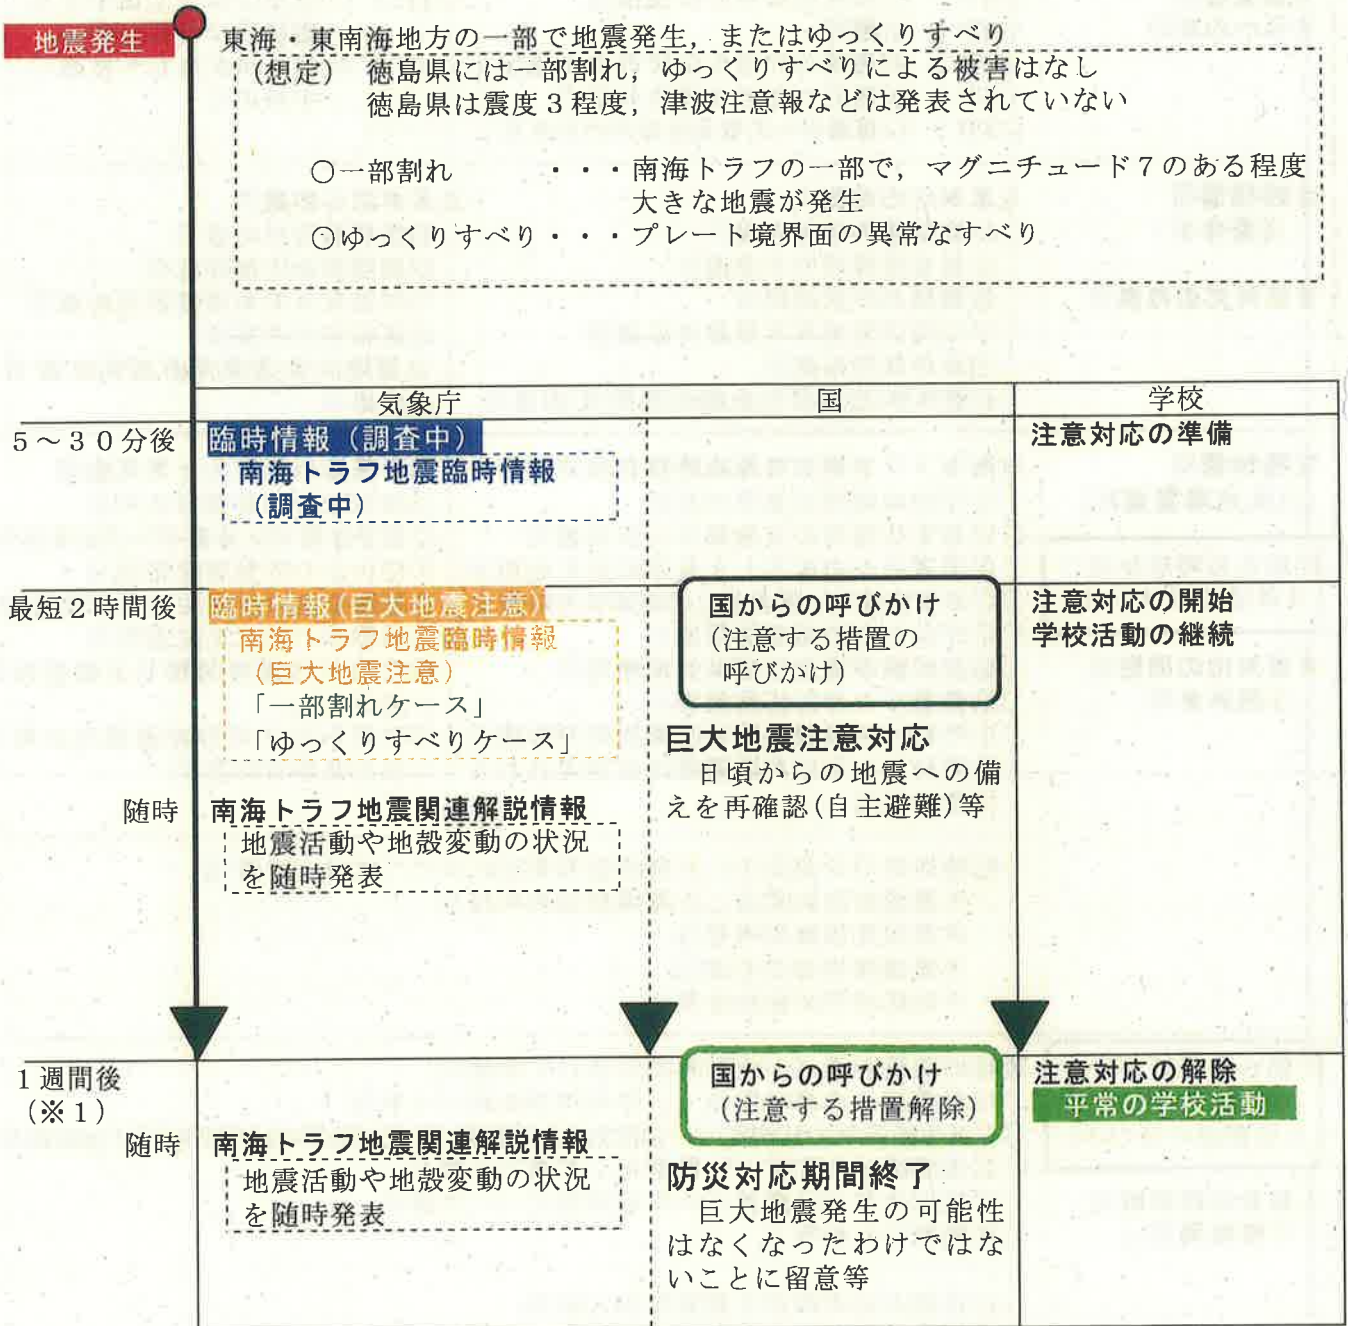 地震発生
東海・東南海地方の一部で地震発生，またはゆっくりすべり
（想定）　徳島県には一部割れ，ゆっくりすべりによる被害はなし
徳島県は震度３程度，津波注意報などは発表されていない
○一部割れ　　　・・・南海トラフの一部で，マグニチュード７のある程度
大きな地震が発生
○ゆっくりすべり・・・プレート境界面の異常なすべり
気象庁　国　学校
５～３０分後　臨時情報（調査中）　注意対応の準備
南海トラフ地震臨時情報
（調査中）
最短２時間後　臨時情報(巨大地震注意)　国からの呼びかけ　注意対応の開始
南海トラフ地震臨時情報　(注意する措置の　学校活動の継続
（巨大地震注意）　呼びかけ)
「一部割れケース」
「ゆっくりすべりケース」　巨大地震注意対応
日頃からの地震への備
随時　南海トラフ地震関連解説情報　えを再確認(自主避難)等
地震活動や地殻変動の状況
を随時発表
１週間後　国からの呼びかけ　注意対応の解除
（※１）　（注意する措置解除）　平常の学校活動
随時　南海トラフ地震関連解説情報
地震活動や地殻変動の状況　防災対応期間終了
を随時発表　巨大地震発生の可能性
はなくなったわけではな
いことに留意等